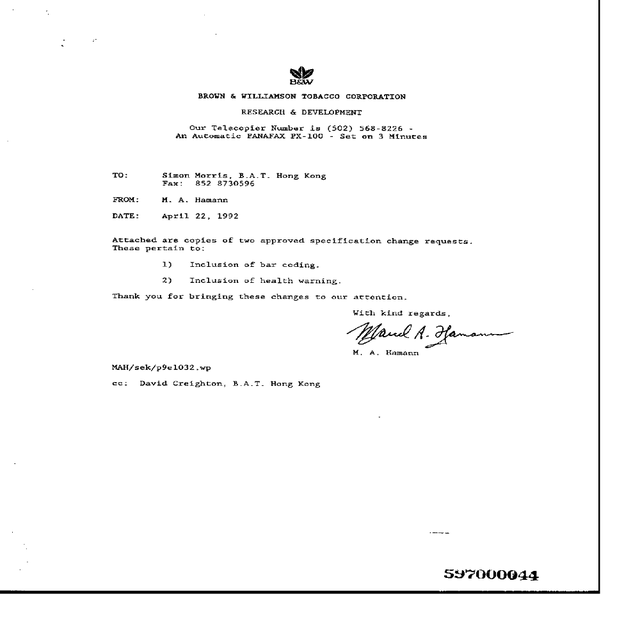 B&W
BROWN & WILLIAMSON TOBACCO CORPORATION
RESEARCH & DEVELOPMENT
Our Telecopier Number is (502) 568-8226 -
An Automatic PANAFAX PX-100 - Set on 3 Minutes
TO: Simon Morris, B.A.T. Hong Kong
Fax: 852 8730596
FROM: M. A. Hamann
DATE: April 22, 1992
Attached are copies of two approved specification change requests.
These pertain to:
1) Inclusion of bar coding.
2) Inclusion of health warning.
Thank you for bringing these changes to our attention.
With kind regards,
A. Hamann
M. A. Hamann
MAH/sek/p9e1032.wp
cc: David Creighton, B.A.T. Hong Kong
597000044